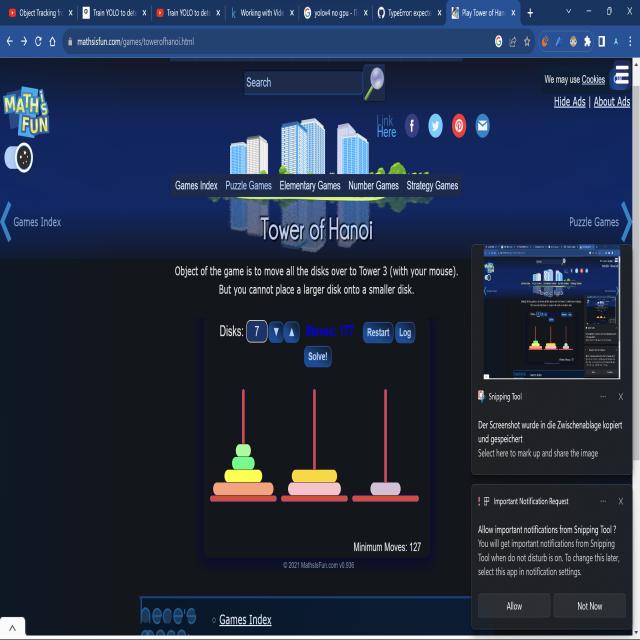 Object Tracking fr
Train YOLO to dete
Train YOLO to dete
Working with Vide
yolov4 no gpu - П
TypeError: expecte
Play Tower of Han
mathsisfun.com/games/towerofhanoi.html
Search
We may use Cookies
Hide Ads | About Ads
MATH'S FUN
Link
Here
Games Index Puzzle Games Elementary Games Number Games Strategy Games
Games Index
Puzzle Games
Tower of Hanoi
Object of the game is to move all the disks over to Tower 3 (with your mouse).
But you cannot place a larger disk onto a smaller disk.
Disks: 7 Moves: 177 Restart Log
Solve!
Minimum Moves: 127
© 2021 MathsIsFun.com v0.936
Snipping Tool
Der Screenshot wurde in die Zwischenablage kopiert
und gespeichert
Select here to mark up and share the image
Important Notification Request
Allow important notifications from Snipping Tool ?
You will get important notifications from Snipping
Tool when do not disturb is on. To change this later,
select this app in notification settings.
Allow Not Now
Games Index